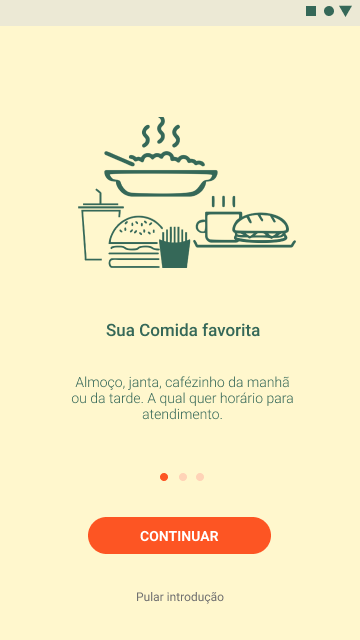 Sua Comida favorita
Almoço, janta, cafézinho da manhã
ou da tarde. A qual quer horário para
atendimento.
CONTINUAR
Pular introdução